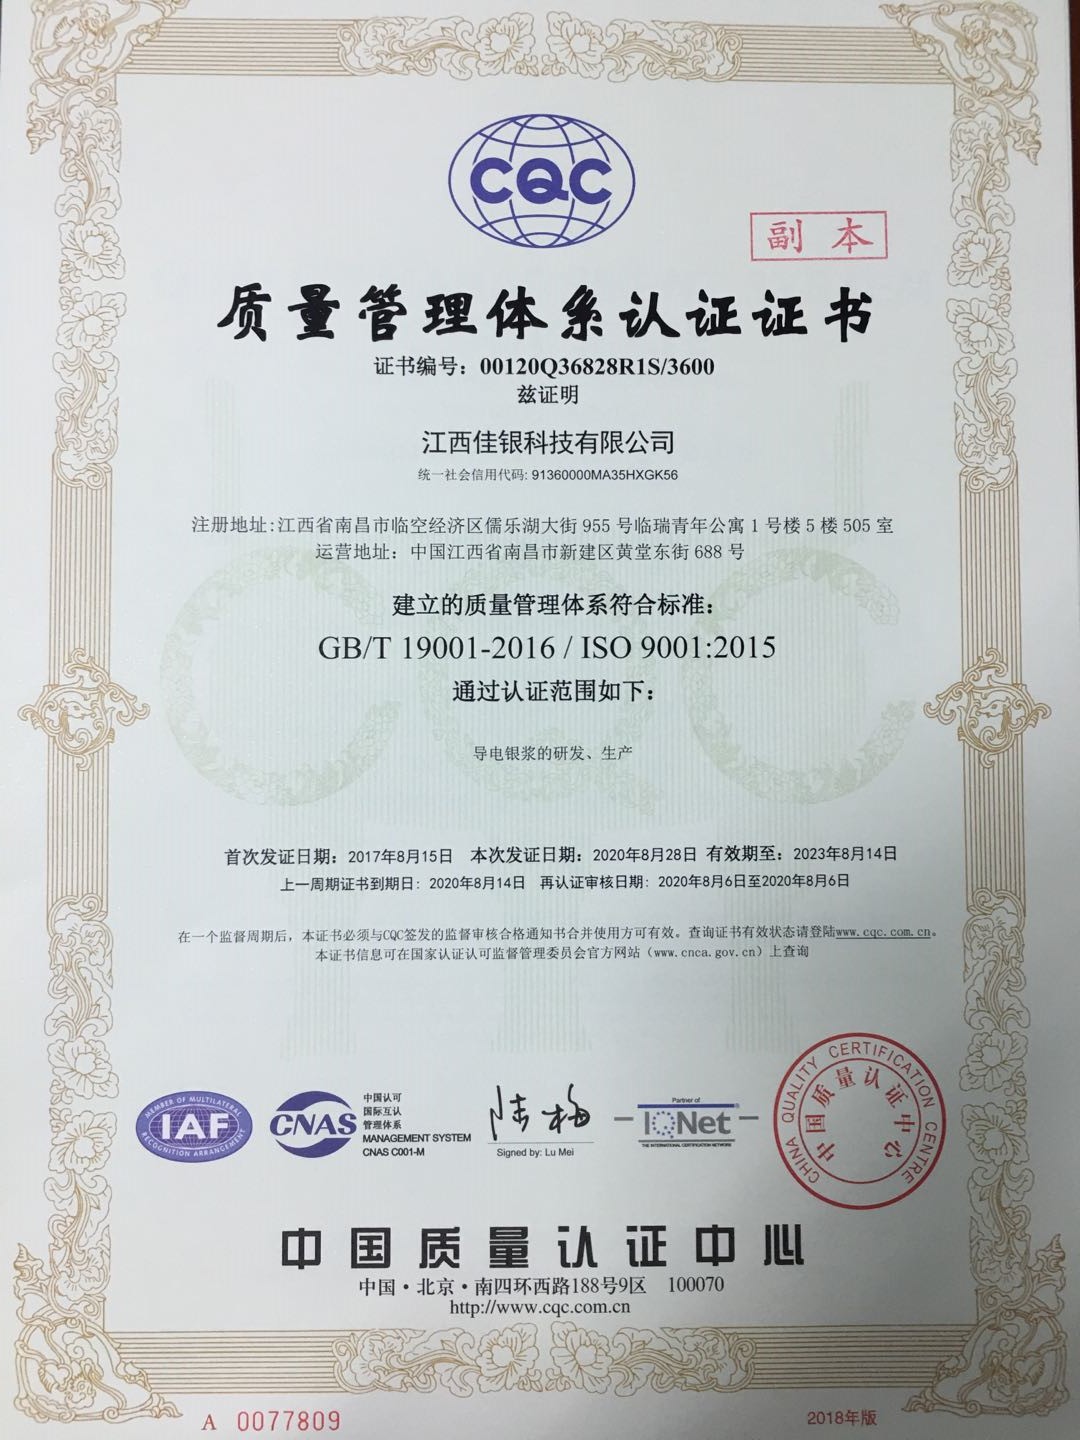 CQC
副 本
质量管理体系认证证书
证书编号：00120Q36828R1S/3600
兹证明
江西佳银科技有限公司
统一社会信用代码: 91360000MA35HXGK56
注册地址:江西省南昌市临空经济区儒乐湖大街 955 号临瑞青年公寓 1 号楼 5 楼 505 室
运营地址：中国江西省南昌市新建区黄堂东街 688 号
建立的质量管理体系符合标准：
GB/T 19001-2016 / ISO 9001:2015
通过认证范围如下：
导电银浆的研发、生产
首次发证日期：2017年8月15日 本次发证日期：2020年8月28日 有效期至：2023年8月14日
上一周期证书到期日：2020年8月14日 再认证审核日期：2020年8月6日至2020年8月6日
在一个监督周期后，本证书必须与CQC签发的监督审核合格通知书合并使用方可有效。查询证书有效状态请登陆www.cqc.com.cn。
本证书信息可在国家认证认可监督管理委员会官方网站（www.cnca.gov.cn）上查询
MEMBER OF MULTILATERAL
IAF
RECOGNITION ARRANGEMENT
CNAS
中国认可
国际互认
管理体系
MANAGEMENT SYSTEM
CNAS C001-M
陆梅
Signed by: Lu Mei
Partner of
IQNet
THE INTERNATIONAL CERTIFICATION NETWORK
CHINA QUALITY CERTIFICATION CENTRE
中国质量认证中心
中国质量认证中心
中国·北京·南四环西路188号9区 100070
http://www.cqc.com.cn
A 0077809
2018年版